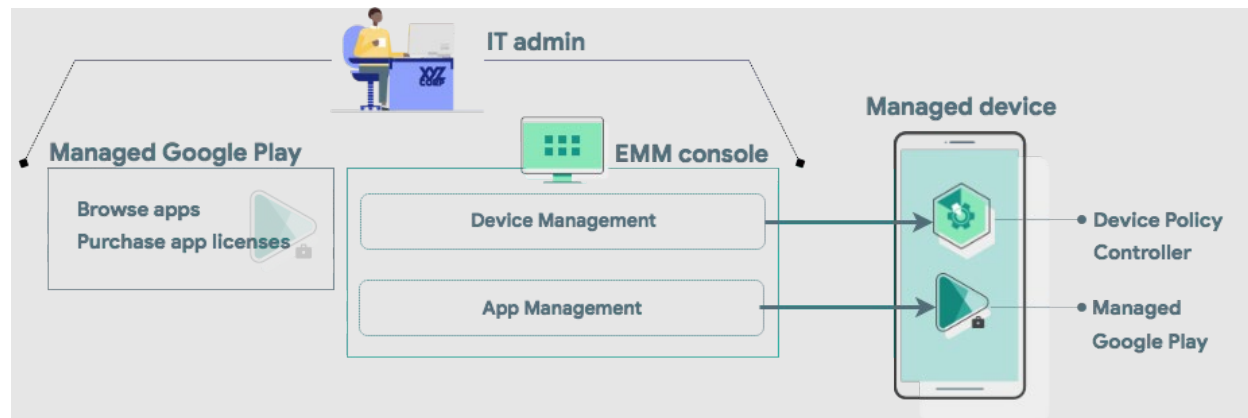 IT admin
XYZ
CORP
Managed Google Play
Browse apps
Purchase app licenses
EMM console
Device Management
App Management
Managed device
Device Policy
Controller
Managed
Google Play